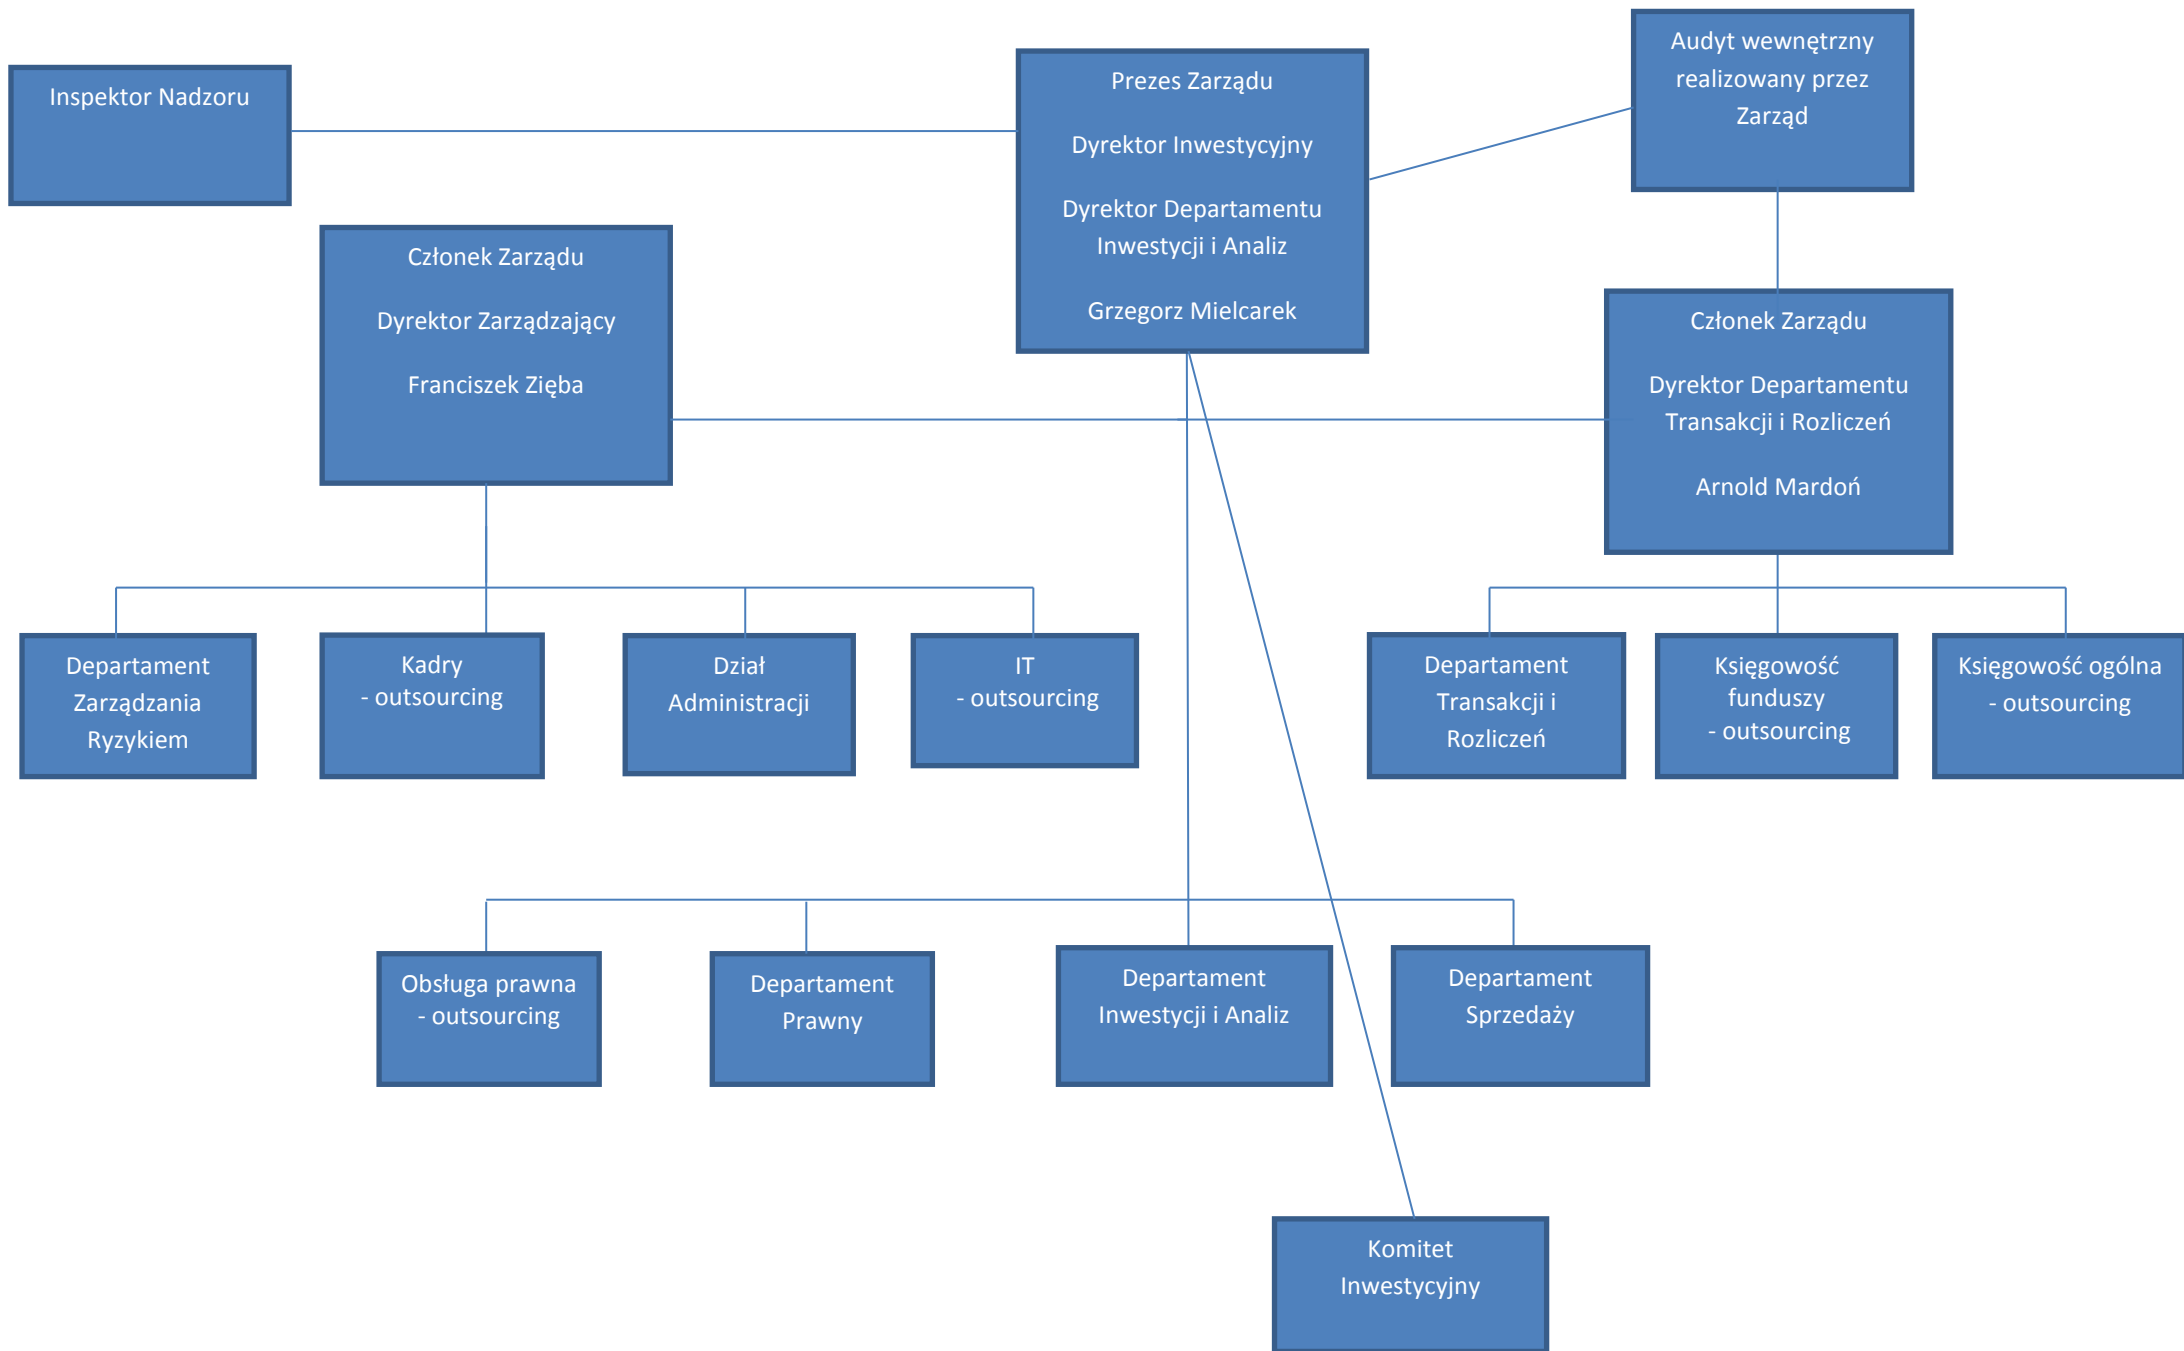 Audyt wewnętrzny
realizowany przez
Zarząd
Inspektor Nadzoru
Prezes Zarządu
Dyrektor Inwestycyjny
Dyrektor Departamentu
Inwestycji i Analiz
Grzegorz Mielcarek
Członek Zarządu
Dyrektor Zarządzający
Franciszek Zięba
Członek Zarządu
Dyrektor Departamentu
Transakcji i Rozliczeń
Arnold Mardoń
Departament
Zarządzania
Ryzykiem
Kadry
- outsourcing
Dział
Administracji
IT
- outsourcing
Departament
Transakcji i
Rozliczeń
Księgowość
funduszy
- outsourcing
Księgowość ogólna
- outsourcing
Obsługa prawna
- outsourcing
Departament
Prawny
Departament
Inwestycji i Analiz
Departament
Sprzedaży
Komitet
Inwestycyjny